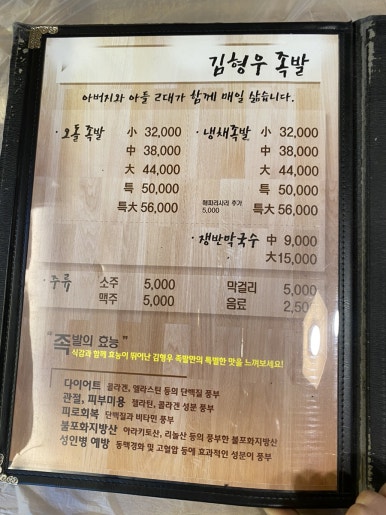 김형우 족발
아버지와 아들 2대가 함께 매일 삶습니다.
· 오돌 족발 小 32,000
中 38,000
大 44,000
特 50,000
특大 56,000
· 냉채족발 小 32,000
中 38,000
大 44,000
特 50,000
해파리사리 추가
5,000
특大 56,000
· 쟁반막국수 中 9,000
大 15,000
· 주류 소주 5,000 막걸리 5,000
맥주 5,000 음료 2,50
"족발의 효능"
식감과 함께 효능이 뛰어난 김형우 족발만의 특별한 맛을 느껴보세요!
다이어트 콜라겐, 엘라스틴 등의 단백질 풍부
관절, 피부미용 젤라틴, 콜라겐 성분 풍부
피로회복 단백질과 비타민 풍부
불포화지방산 아라키토산, 리놀산 등의 풍부한 불포화지방산
성인병 예방 동맥경화 및 고혈압 등에 효과적인 성분이 풍부